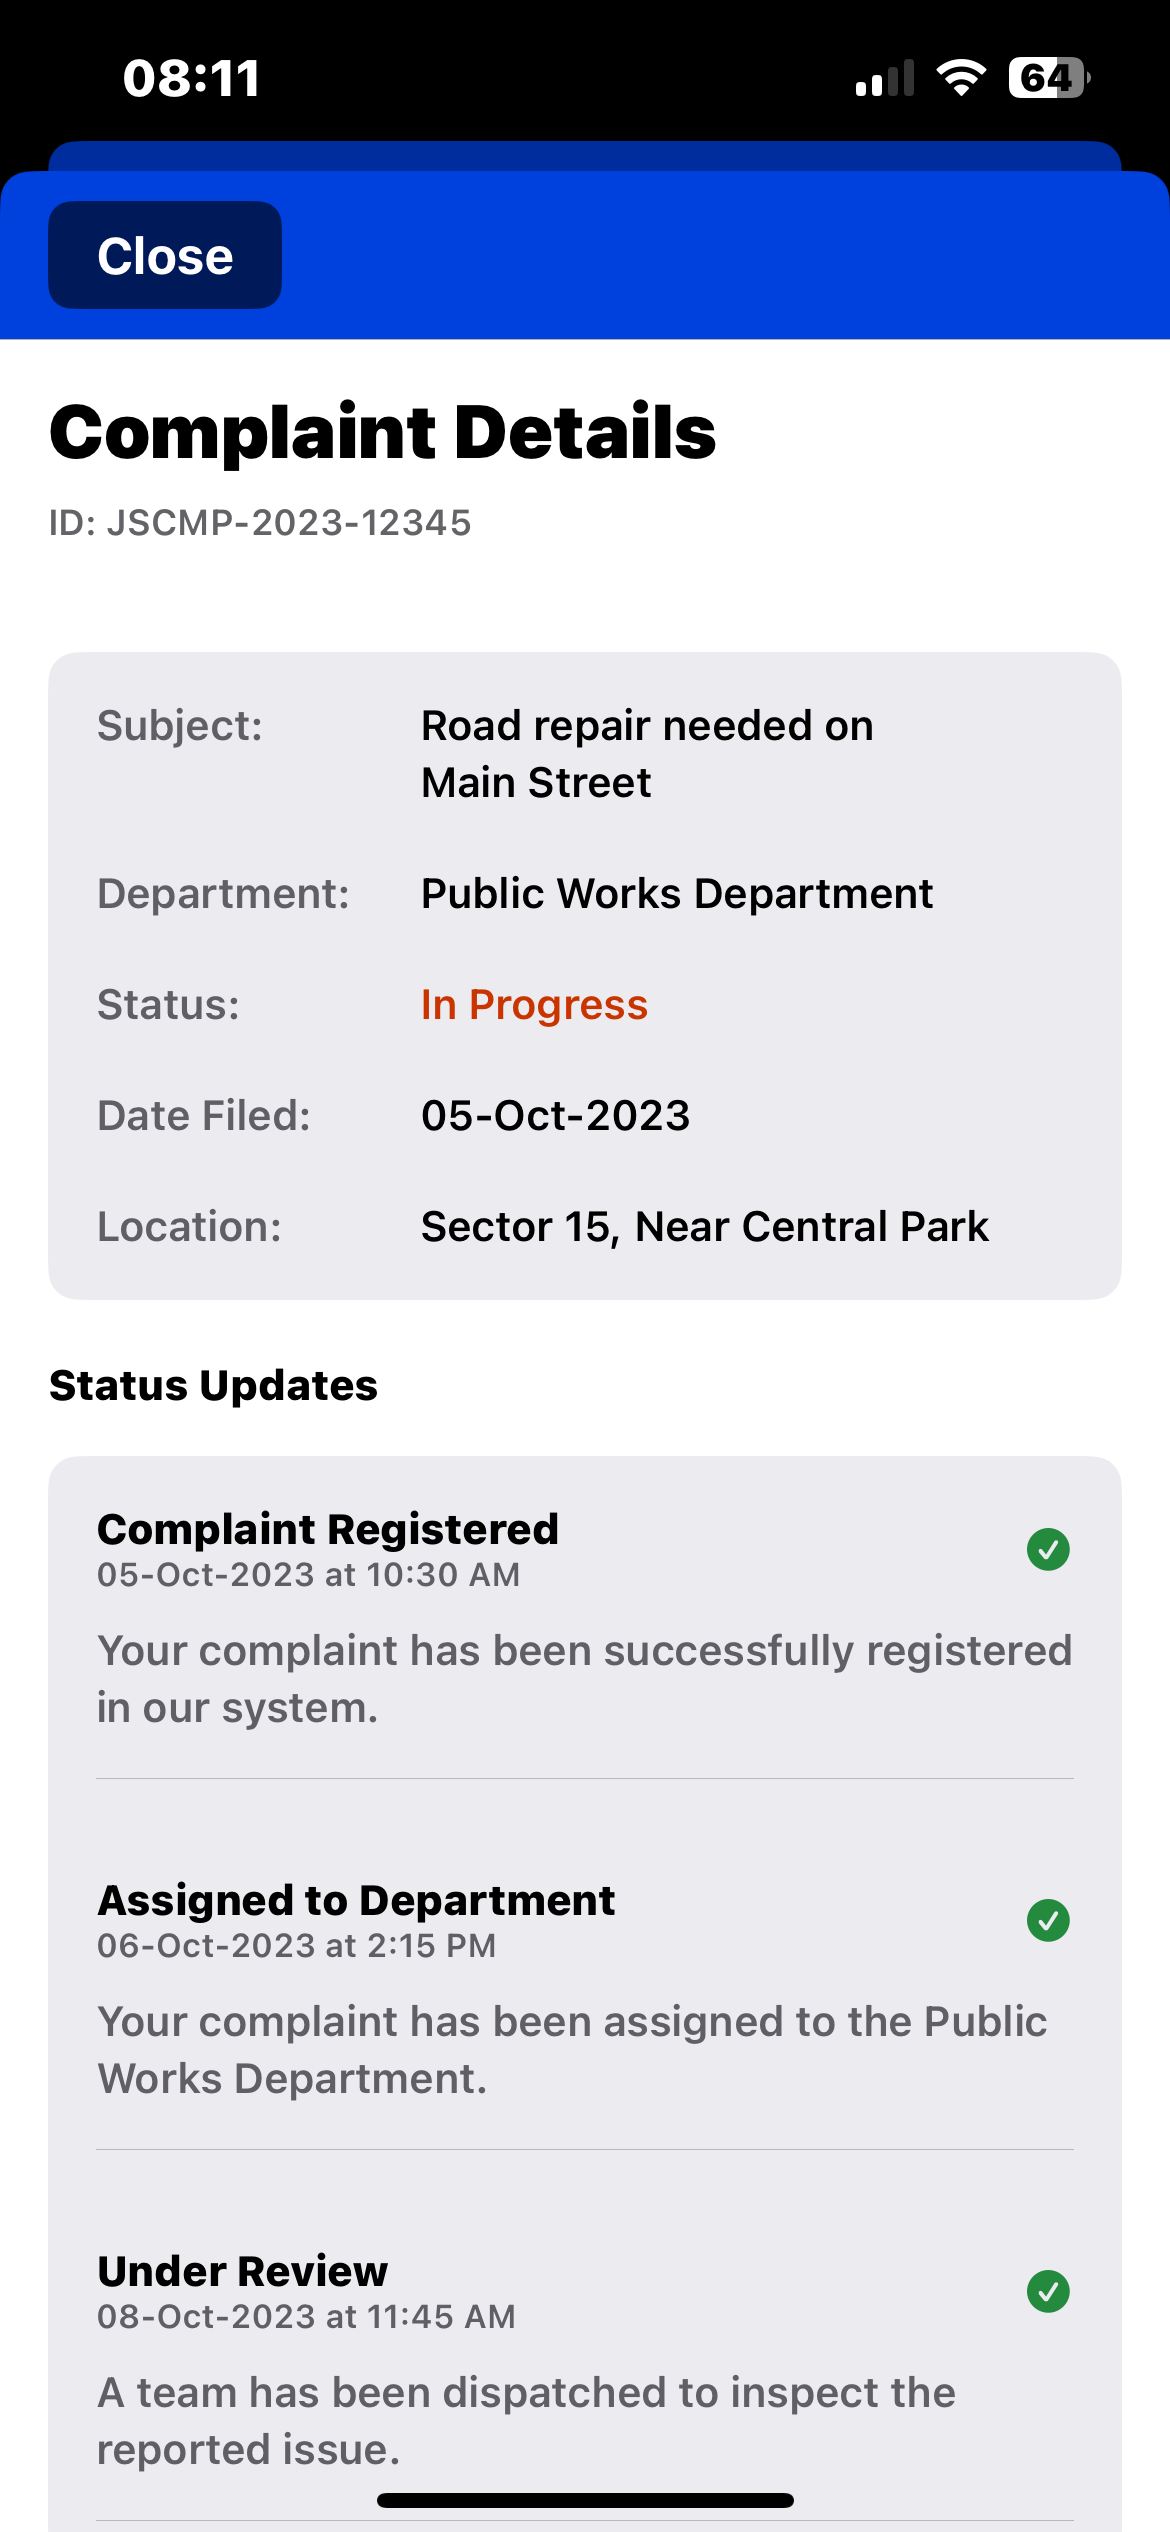 08:11
64
Close
Complaint Details
ID: JSCMP-2023-12345
Subject:
Road repair needed on
Main Street
Department:
Public Works Department
Status:
In Progress
Date Filed:
05-Oct-2023
Location:
Sector 15, Near Central Park
Status Updates
Complaint Registered
05-Oct-2023 at 10:30 AM
Your complaint has been successfully registered
in our system.
Assigned to Department
06-Oct-2023 at 2:15 PM
Your complaint has been assigned to the Public
Works Department.
Under Review
08-Oct-2023 at 11:45 AM
A team has been dispatched to inspect the
reported issue.